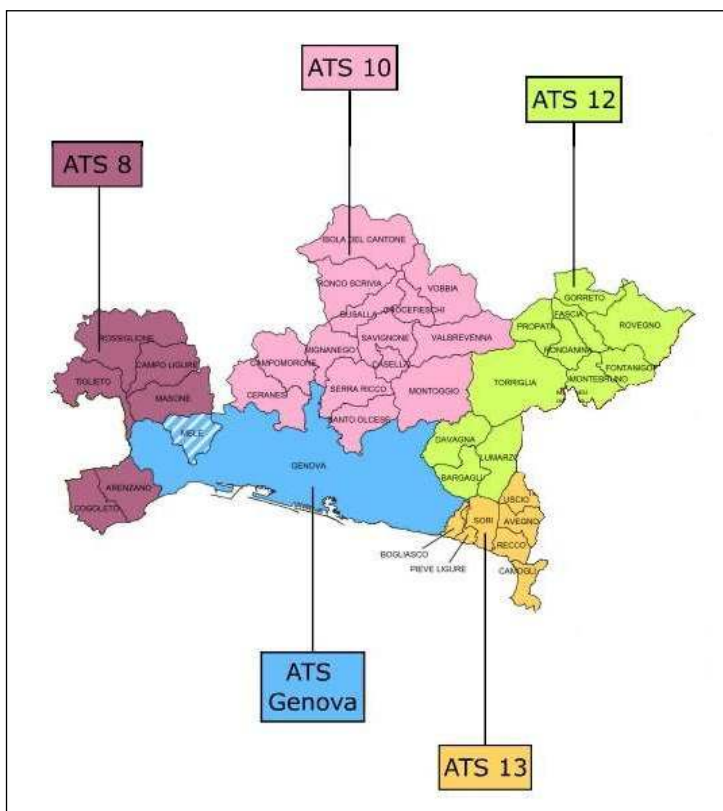 ATS 10
ATS 12
ATS 8
ISOLA DEL CANTONE
RONCO SCRIVIA
VOBBIA
GORRETO
BUSALLA
CROCEFIESCHI
FASCIA
ROVEGNO
PROPATA
ROSSIGLIONE
MIGNANEGO
SAVIGNONE
VALBREVENNA
RONDANINA
CAMPO LIGURE
CAMPOMORONE
CASELLA
FONTANIGOR
TIGLIETO
CERANESI
SERRA RICCO
MONTOGGIO
TORRIGLIA
MONTEBRUNO
MASONE
SANTO OLCESE
MELE
DAVAGNA
LUMARZO
GENOVA
BARGAGLI
ARENZANO
USCIO
COGOLETO
SORI
AVEGNO
RECCO
BOGLIASCO
PIEVE LIGURE
CAMOGLI
ATS
Genova
ATS 13